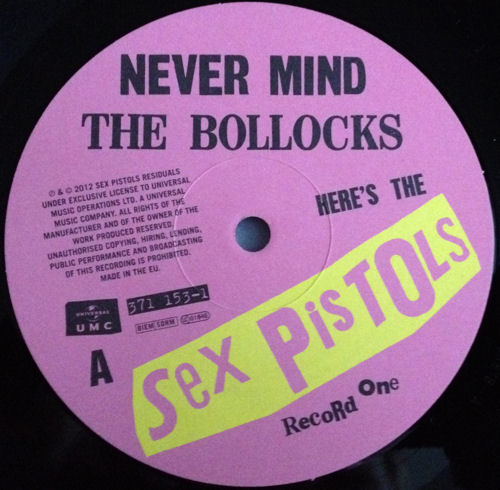 NEVER MIND
THE BOLLOCKS
HERE'S THE
SEX PISTOLS
℗ & © 2012 SEX PISTOLS RESIDUALS
UNDER EXCLUSIVE LICENSE TO UNIVERSAL
MUSIC OPERATIONS LTD. A UNIVERSAL
MUSIC COMPANY. ALL RIGHTS OF THE
MANUFACTURER AND OF THE OWNER OF THE
WORK PRODUCED RESERVED.
UNAUTHORISED COPYING, HIRING, LENDING,
PUBLIC PERFORMANCE AND BROADCASTING
OF THIS RECORDING IS PROHIBITED.
MADE IN THE EU.
UNIVERSAL
UMC
371 153-1
BIEM SDRM
A
RecoRd One